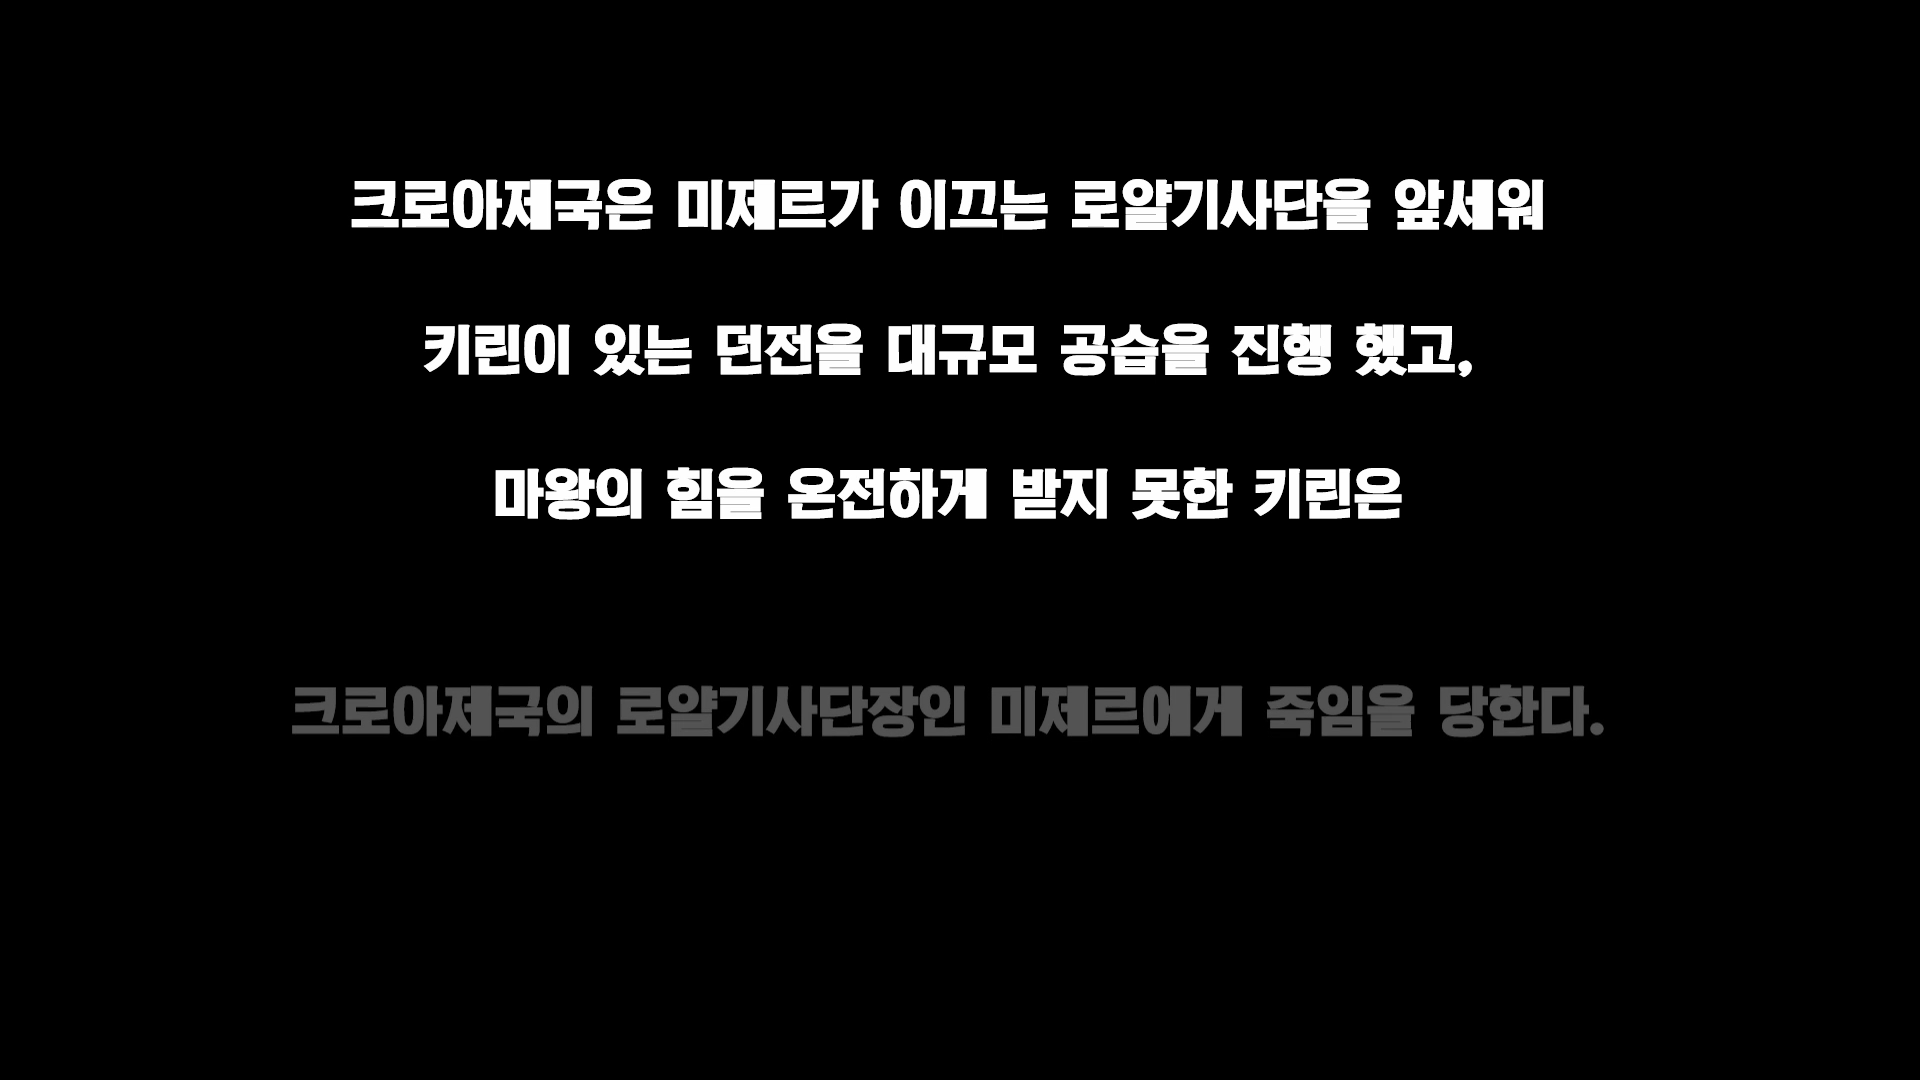 크로아제국은 미제르가 이끄는 로얄기사단을 앞세워
키린이 있는 던전을 대규모 공습을 진행 했고,
마왕의 힘을 온전하게 받지 못한 키린은
크로아제국의 로얄기사단장인 미제르에게 죽임을 당한다.